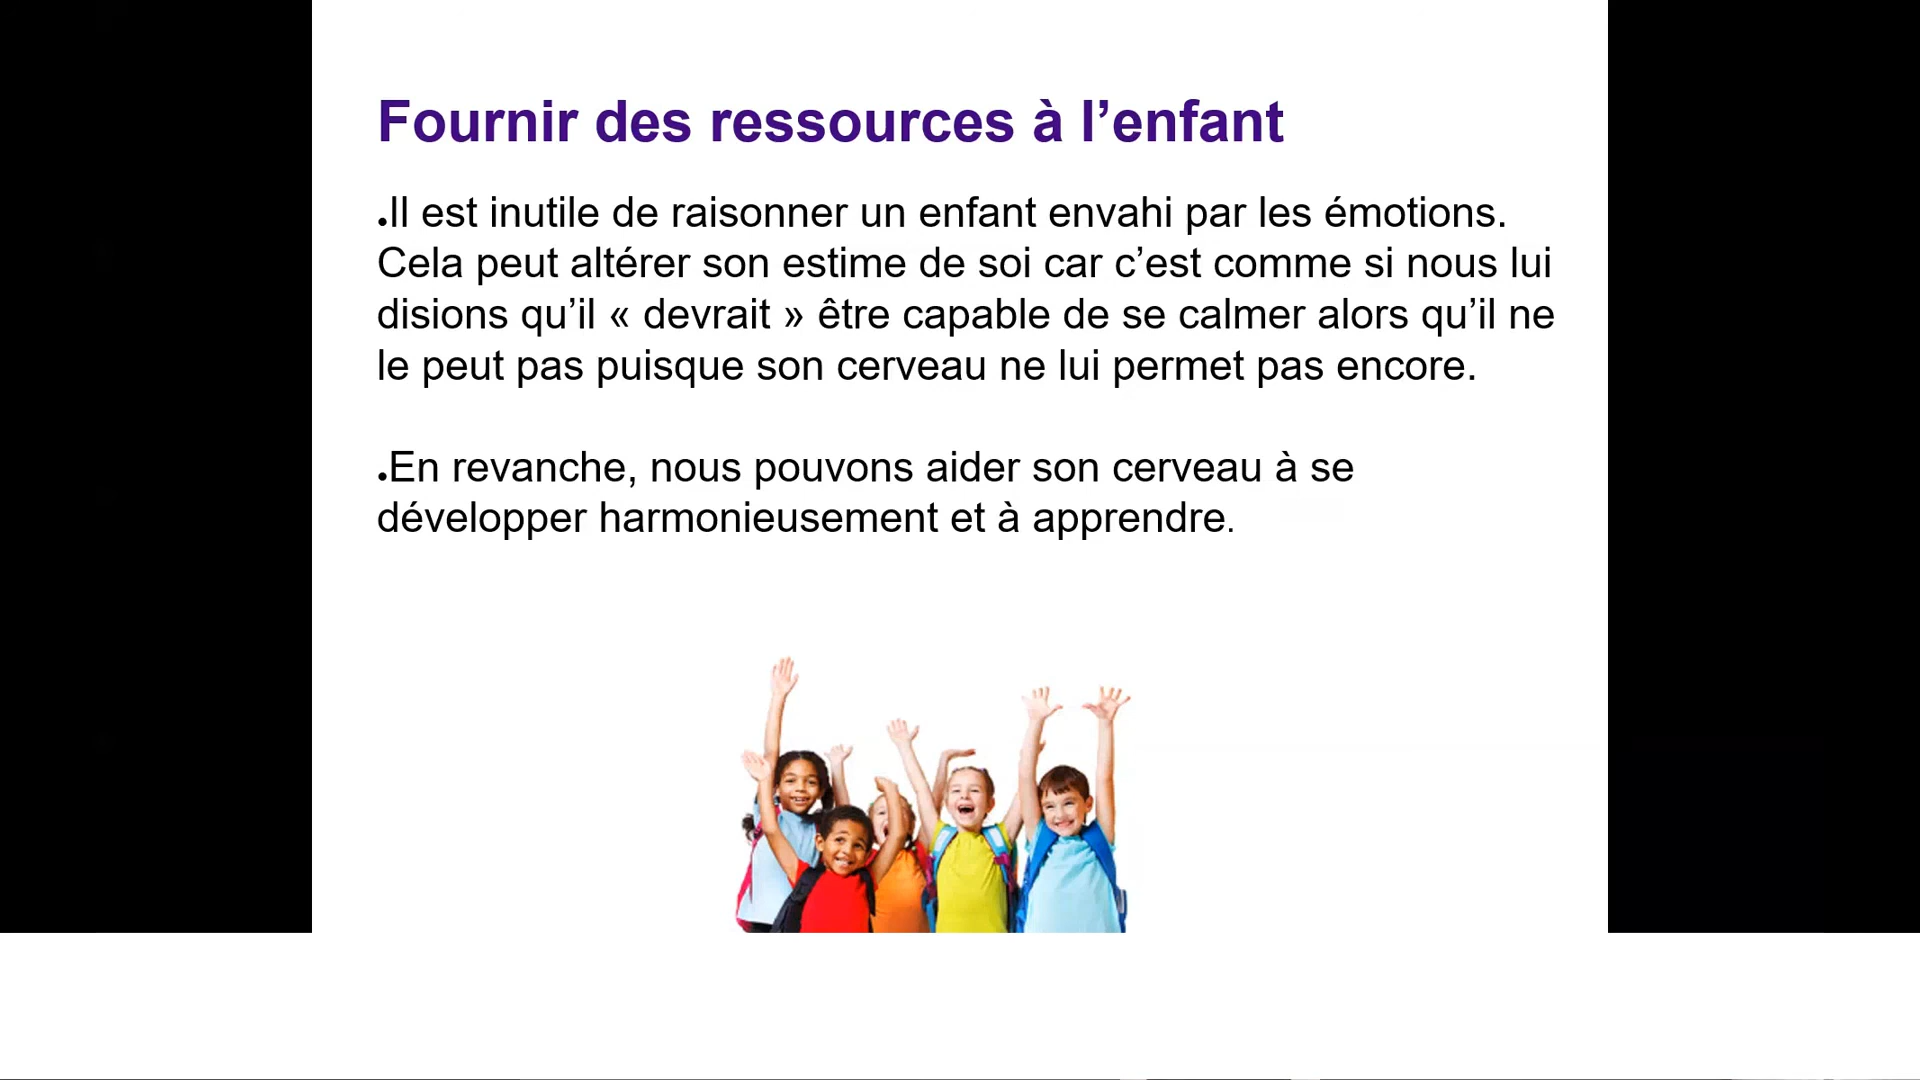 Fournir des ressources à l’enfant
.Il est inutile de raisonner un enfant envahi par les émotions.
Cela peut altérer son estime de soi car c’est comme si nous lui
disions qu’il « devrait » être capable de se calmer alors qu’il ne
le peut pas puisque son cerveau ne lui permet pas encore.
.En revanche, nous pouvons aider son cerveau à se
développer harmonieusement et à apprendre.